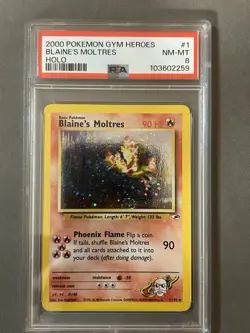 2000 POKEMON GYM HEROES #1
BLAINE'S MOLTRES NM-MT
HOLO 8
PSA 103602259
Basic Pokémon
Blaine's Moltres 90 HP
Flame Pokémon. Length: 6' 7", Weight: 132 lbs.
Phoenix Flame Flip a coin.
If tails, shuffle Blaine's Moltres
and all cards attached to it into
your deck (after doing damage).
90
weakness resistance -30